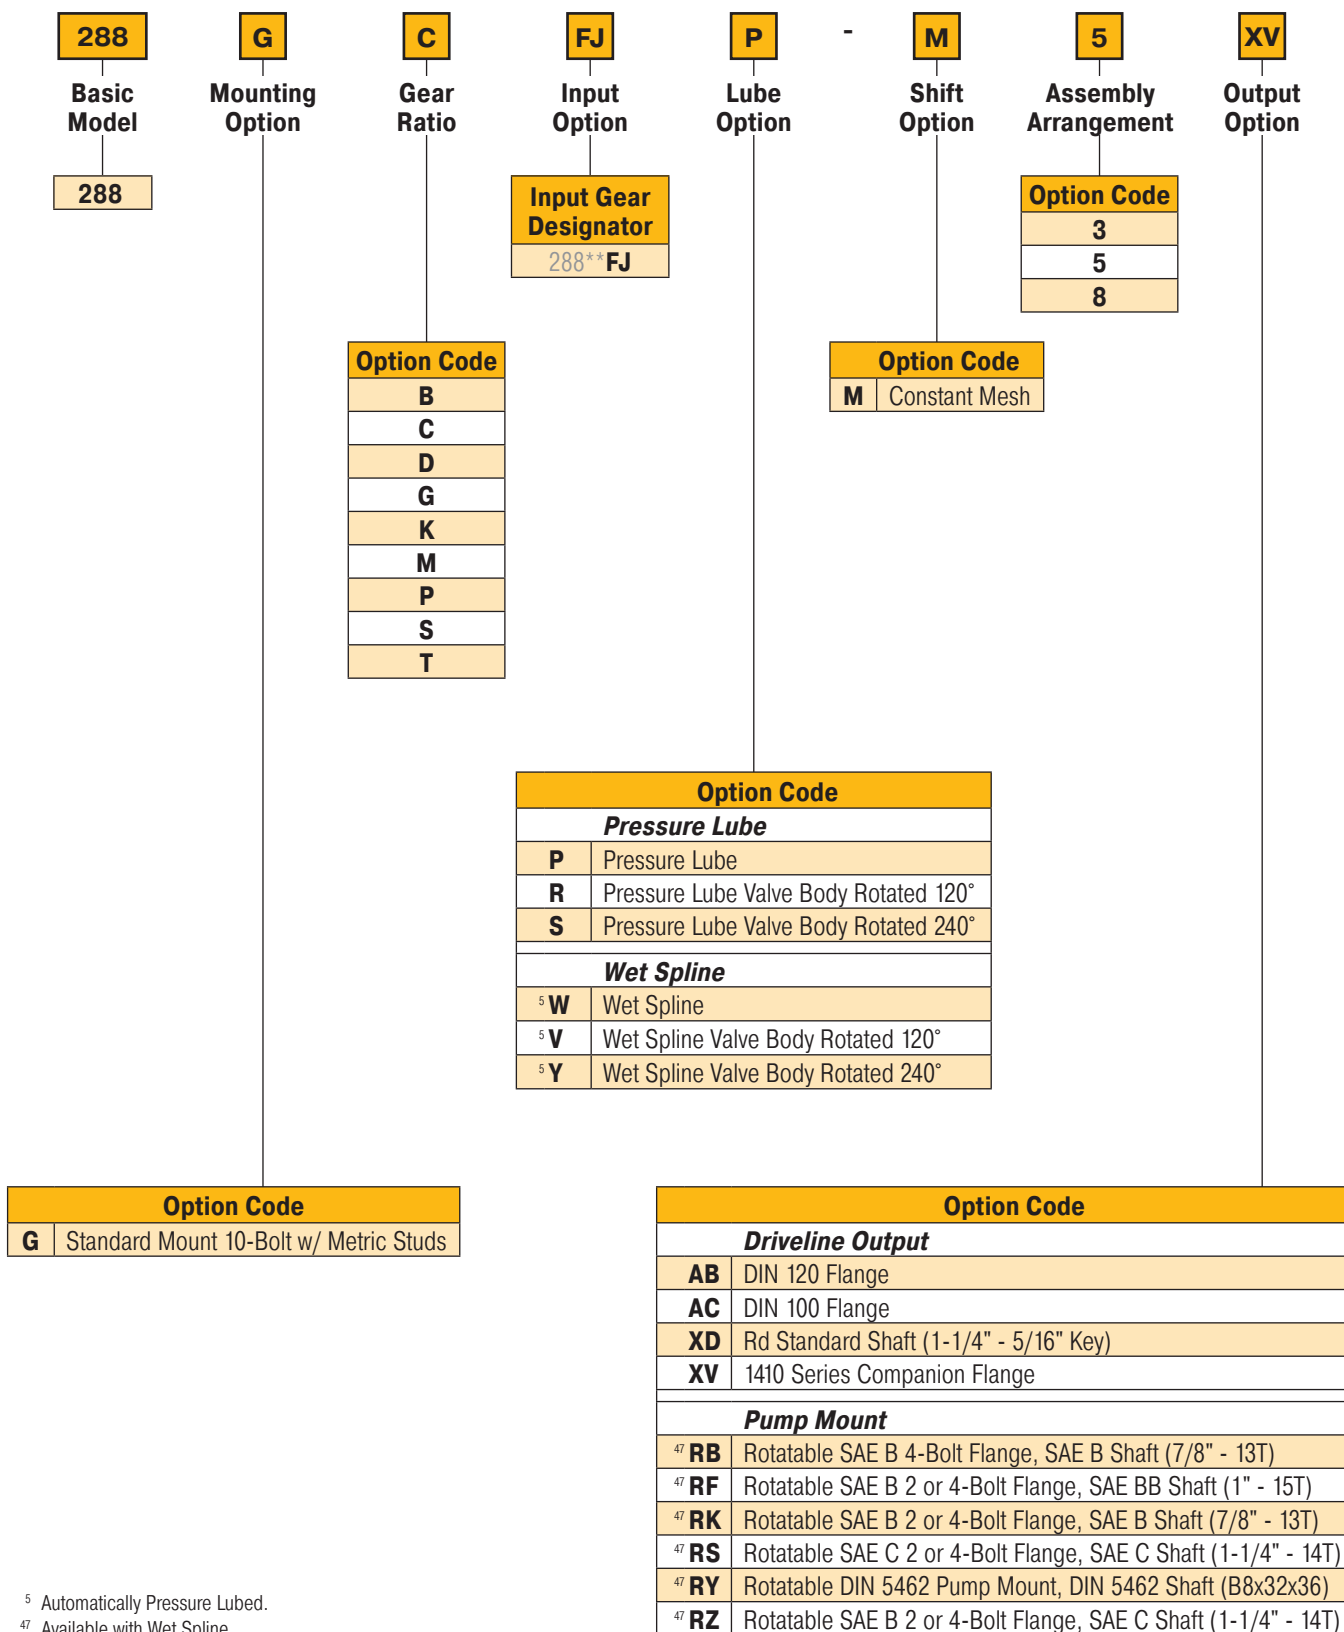 288 G C FJ P - M 5 XV
Basic Model
Mounting Option
Gear Ratio
Input Option
Lube Option
Shift Option
Assembly Arrangement
Output Option
288
Input Gear Designator
288**FJ
Option Code
3
5
8
Option Code
B
C
D
G
K
M
P
S
T
Option Code
M Constant Mesh
Option Code
Pressure Lube
P Pressure Lube
R Pressure Lube Valve Body Rotated 120°
S Pressure Lube Valve Body Rotated 240°
Wet Spline
5 W Wet Spline
5 V Wet Spline Valve Body Rotated 120°
5 Y Wet Spline Valve Body Rotated 240°
Option Code
G Standard Mount 10-Bolt w/ Metric Studs
Option Code
Driveline Output
AB DIN 120 Flange
AC DIN 100 Flange
XD Rd Standard Shaft (1-1/4" - 5/16" Key)
XV 1410 Series Companion Flange
Pump Mount
47 RB Rotatable SAE B 4-Bolt Flange, SAE B Shaft (7/8" - 13T)
47 RF Rotatable SAE B 2 or 4-Bolt Flange, SAE BB Shaft (1" - 15T)
47 RK Rotatable SAE B 2 or 4-Bolt Flange, SAE B Shaft (7/8" - 13T)
47 RS Rotatable SAE C 2 or 4-Bolt Flange, SAE C Shaft (1-1/4" - 14T)
47 RY Rotatable DIN 5462 Pump Mount, DIN 5462 Shaft (B8x32x36)
47 RZ Rotatable SAE B 2 or 4-Bolt Flange, SAE C Shaft (1-1/4" - 14T)
5 Automatically Pressure Lubed.
47 Available with Wet Spline